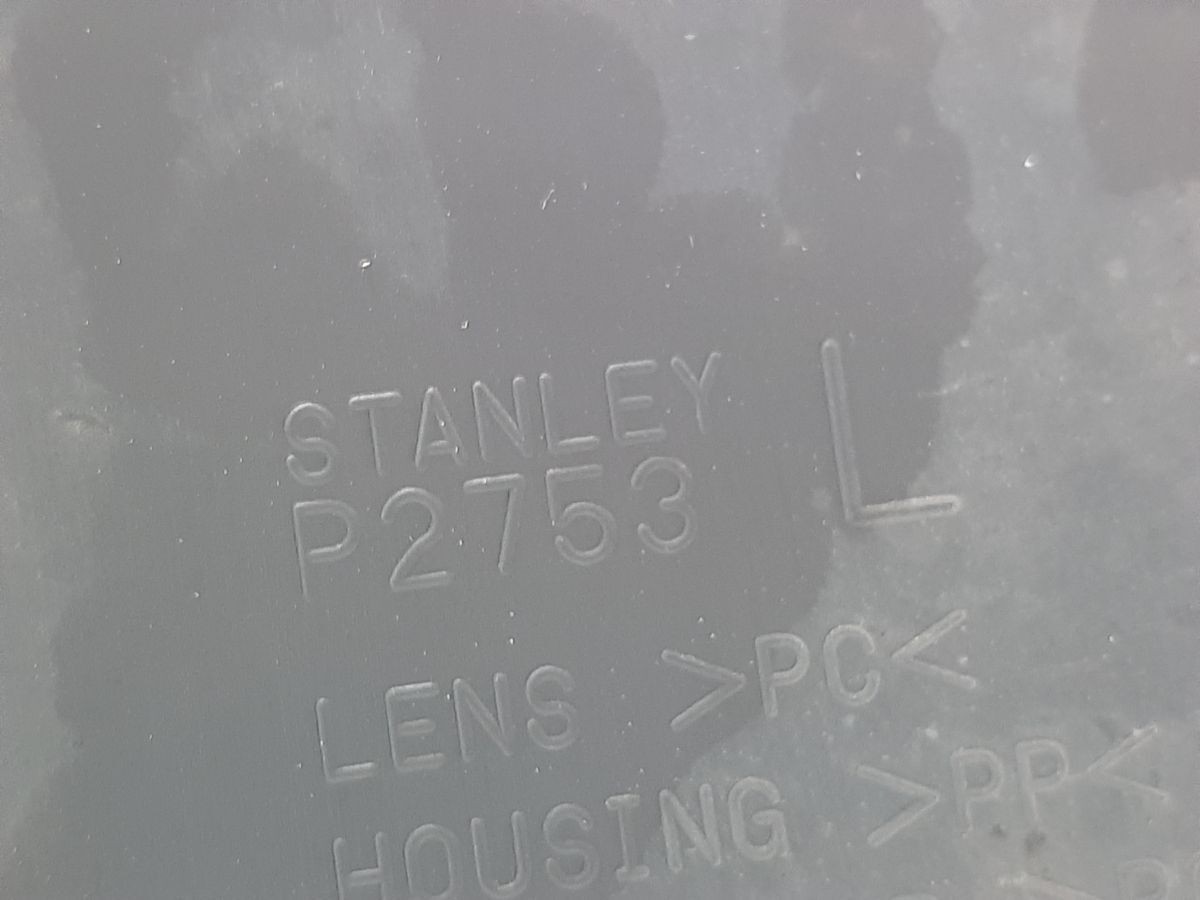 STANLEY L
P2753
LENS >PC<
HOUSING >PP<